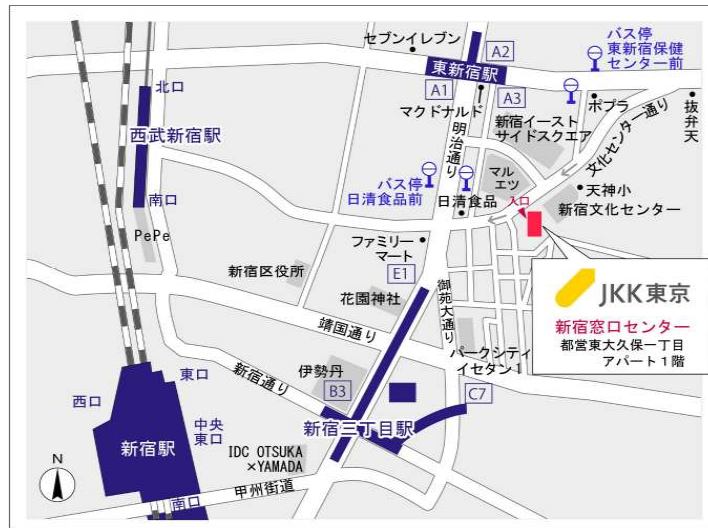 セブンイレブン
A2
バス停
東新宿保健
センター前
東新宿駅
A1
A3
マクドナルド
ポプラ
抜弁天
北口
西武新宿駅
新宿イースト
サイドスクエア
文化センター通り
明治通り
マル
エツ
バス停
日清食品前
日清食品
入口
天神小
新宿文化センター
南口
PePe
ファミリー
マート
E1
新宿区役所
花園神社
御苑大通り
靖国通り
JKK東京
新宿窓口センター
都営東大久保一丁目
アパート1階
パークシティ
イセタン1
新宿通り
伊勢丹
B3
C7
東口
西口
中央
東口
新宿駅
新宿三丁目駅
IDC OTSUKA
×YAMADA
N
甲州街道
南口